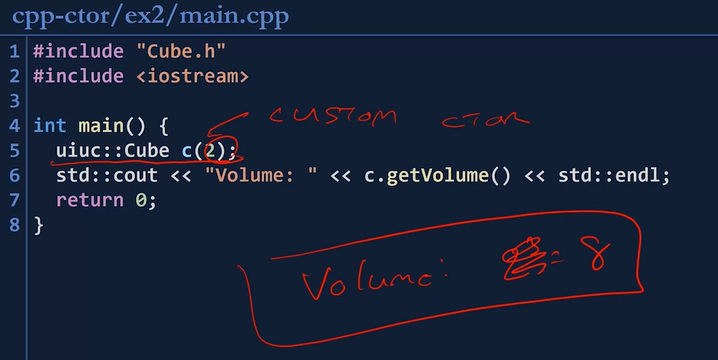 cpp-ctor/ex2/main.cpp
1 #include "Cube.h"
2 #include <iostream>
3
CUSTOM CTOR
4 int main() {
5 uiuc::Cube c(2);
6 std::cout << "Volume: " << c.getVolume() << std::endl;
7 return 0;
8 }
Volume: = 8